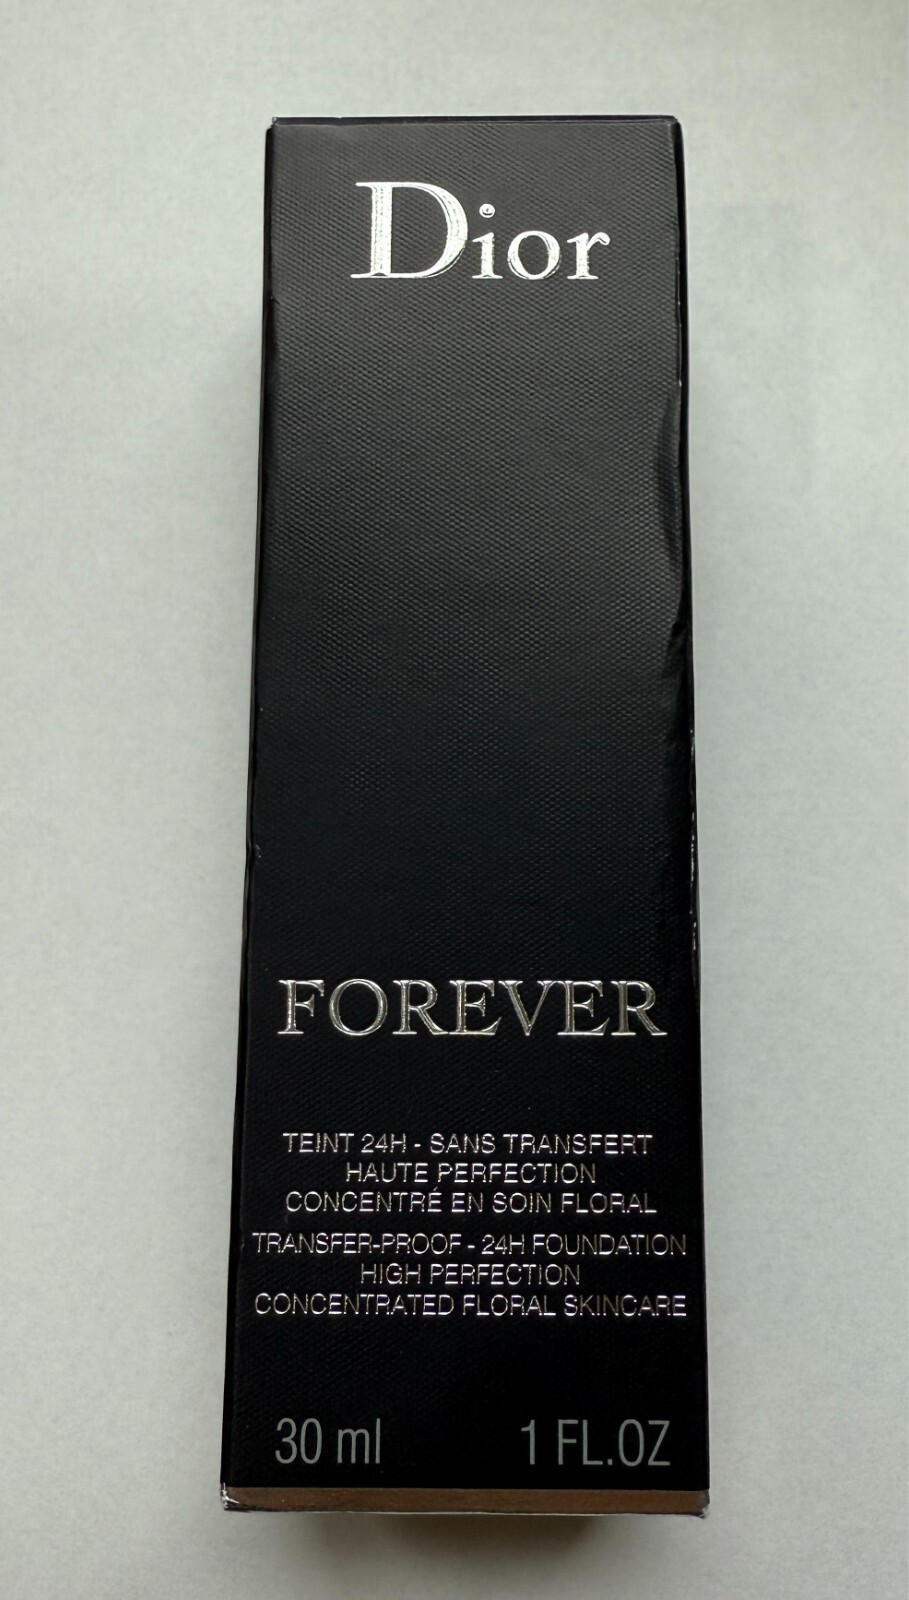 Dior
FOREVER
TEINT 24H - SANS TRANSFERT
HAUTE PERFECTION
CONCENTRÉ EN SOIN FLORAL
TRANSFER-PROOF - 24H FOUNDATION
HIGH PERFECTION
CONCENTRATED FLORAL SKINCARE
30 ml 1 FL.OZ